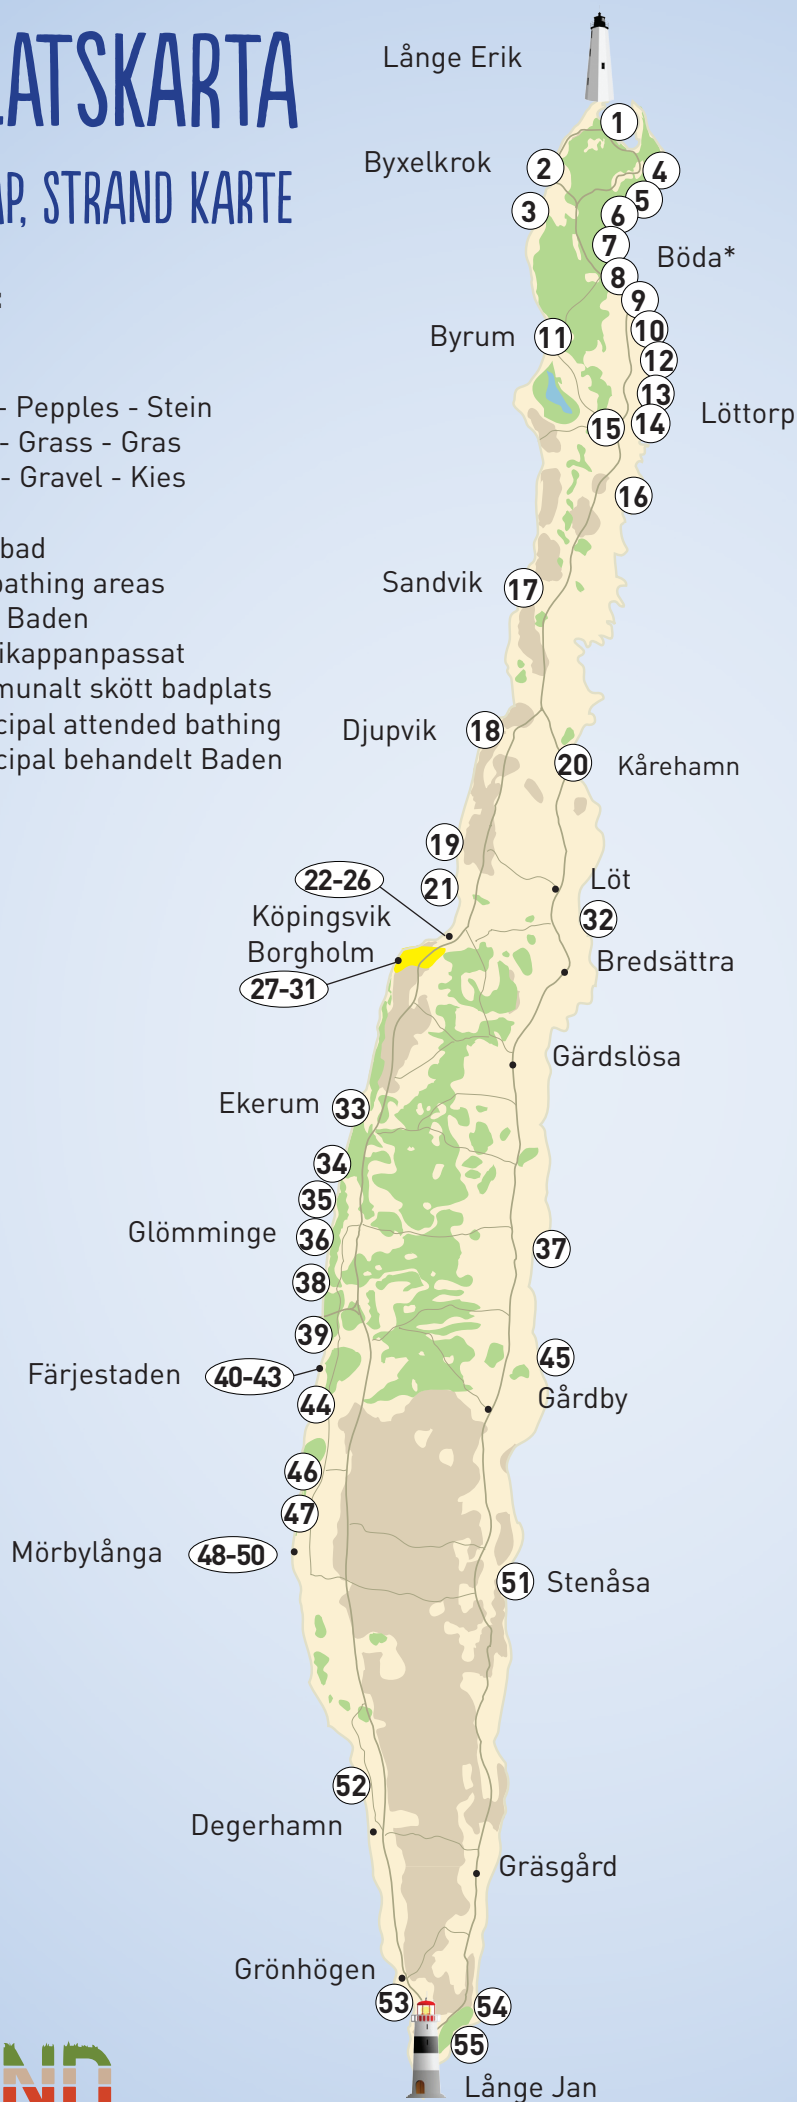 LATSKARTA
AP, STRAND KARTE
:
- Pepples - Stein
- Grass - Gras
- Gravel - Kies
bad
bathing areas
Baden
ikappanpassat
munalt skött badplats
cipal attended bathing
cipal behandelt Baden
Långe Erik
1
Byxelkrok
2
4
3
5
6
7
Böda*
8
9
Byrum
11
10
12
13
Löttorp
15
14
16
Sandvik
17
Djupvik
18
20
Kårehamn
19
22-26
21
Löt
Köpingsvik
32
Borgholm
Bredsättra
27-31
Gärdslösa
Ekerum
33
34
35
Glömminge
36
37
38
39
45
Färjestaden
40-43
Gårdby
44
46
47
Mörbylånga
48-50
51
Stenåsa
52
Degerhamn
Gräsgård
Grönhögen
53
54
55
ND
Långe Jan